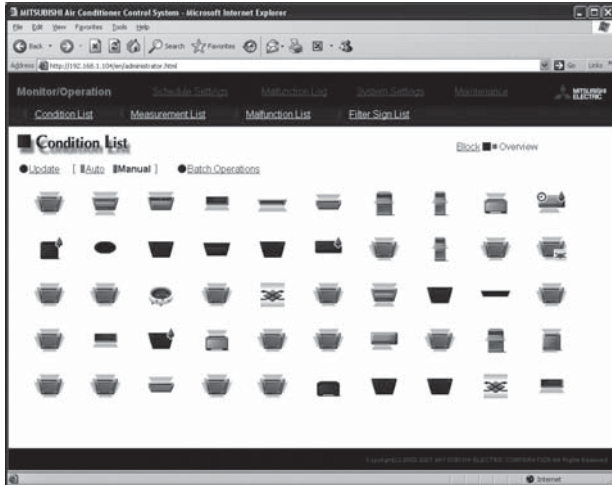 MITSUBISHI Air Conditioner Control System - Microsoft Internet Explorer
File Edit View Favorites Tools Help
Back Search Favorites
Address http://192.168.1.104/en/administrator.html Go Links
Monitor/Operation Schedule Settings Malfunction Log System Settings Maintenance MITSUBISHI ELECTRIC
Condition List Measurement List Malfunction List Filter Sign List
Condition List
Block Overview
Update [ Auto Manual ] Batch Operations
Internet